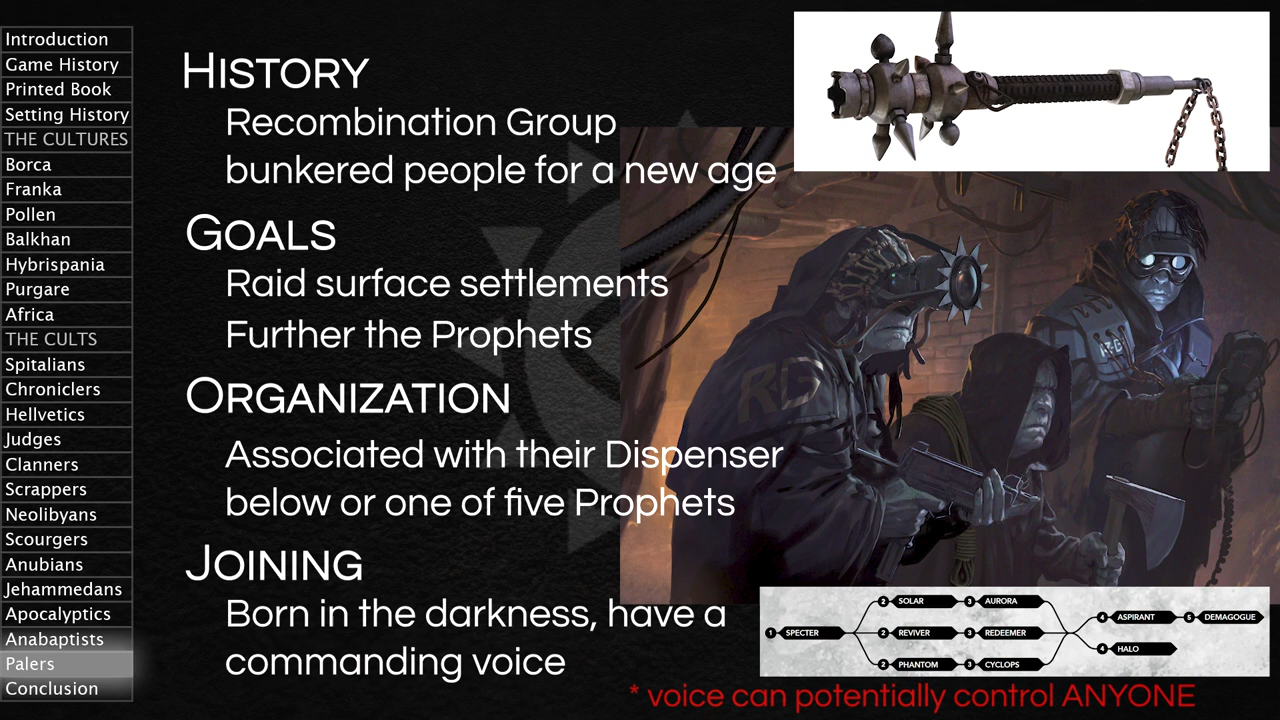 Introduction
Game History
Printed Book
Setting History
THE CULTURES
Borca
Franka
Pollen
Balkhan
Hybrispania
Purgare
Africa
THE CULTS
Spitalians
Chroniclers
Hellvetics
Judges
Clanners
Scrappers
Neolibyans
Scourgers
Anubians
Jehammedans
Apocalyptics
Anabaptists
Palers
Conclusion
HISTORY
Recombination Group
bunkered people for a new age
GOALS
Raid surface settlements
Further the Prophets
ORGANIZATION
Associated with their Dispenser
below or one of five Prophets
JOINING
Born in the darkness, have a
commanding voice
RG
1 SPECTER
2 SOLAR 3 AURORA
2 REVIVER 3 REDEEMER
2 PHANTOM 3 CYCLOPS
4 ASPIRANT 5 DEMAGOGUE
4 HALO
* voice can potentially control ANYONE